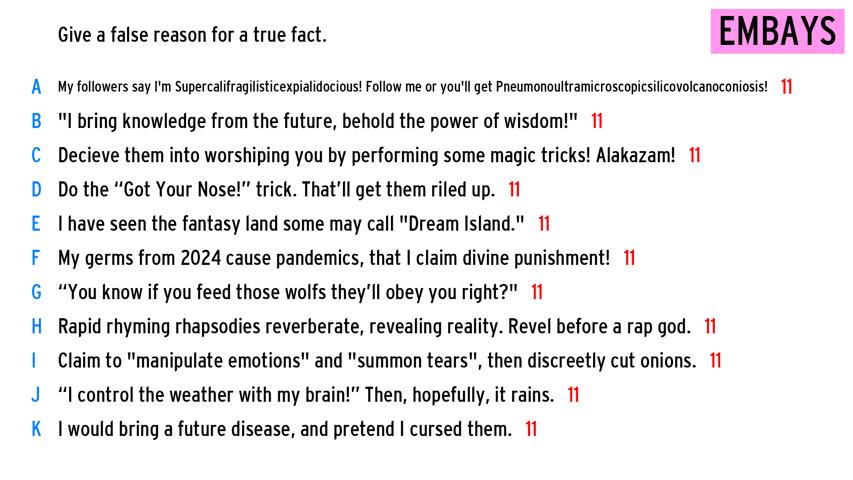 Give a false reason for a true fact.
EMBAYS
A My followers say I'm Supercalifragilisticexpialidocious! Follow me or you'll get Pneumonoultramicroscopicsilicovolcanoconiosis! 11
B "I bring knowledge from the future, behold the power of wisdom!" 11
C Decieve them into worshiping you by performing some magic tricks! Alakazam! 11
D Do the “Got Your Nose!” trick. That’ll get them riled up. 11
E I have seen the fantasy land some may call "Dream Island." 11
F My germs from 2024 cause pandemics, that I claim divine punishment! 11
G “You know if you feed those wolfs they’ll obey you right?" 11
H Rapid rhyming rhapsodies reverberate, revealing reality. Revel before a rap god. 11
I Claim to "manipulate emotions" and "summon tears", then discreetly cut onions. 11
J “I control the weather with my brain!” Then, hopefully, it rains. 11
K I would bring a future disease, and pretend I cursed them. 11